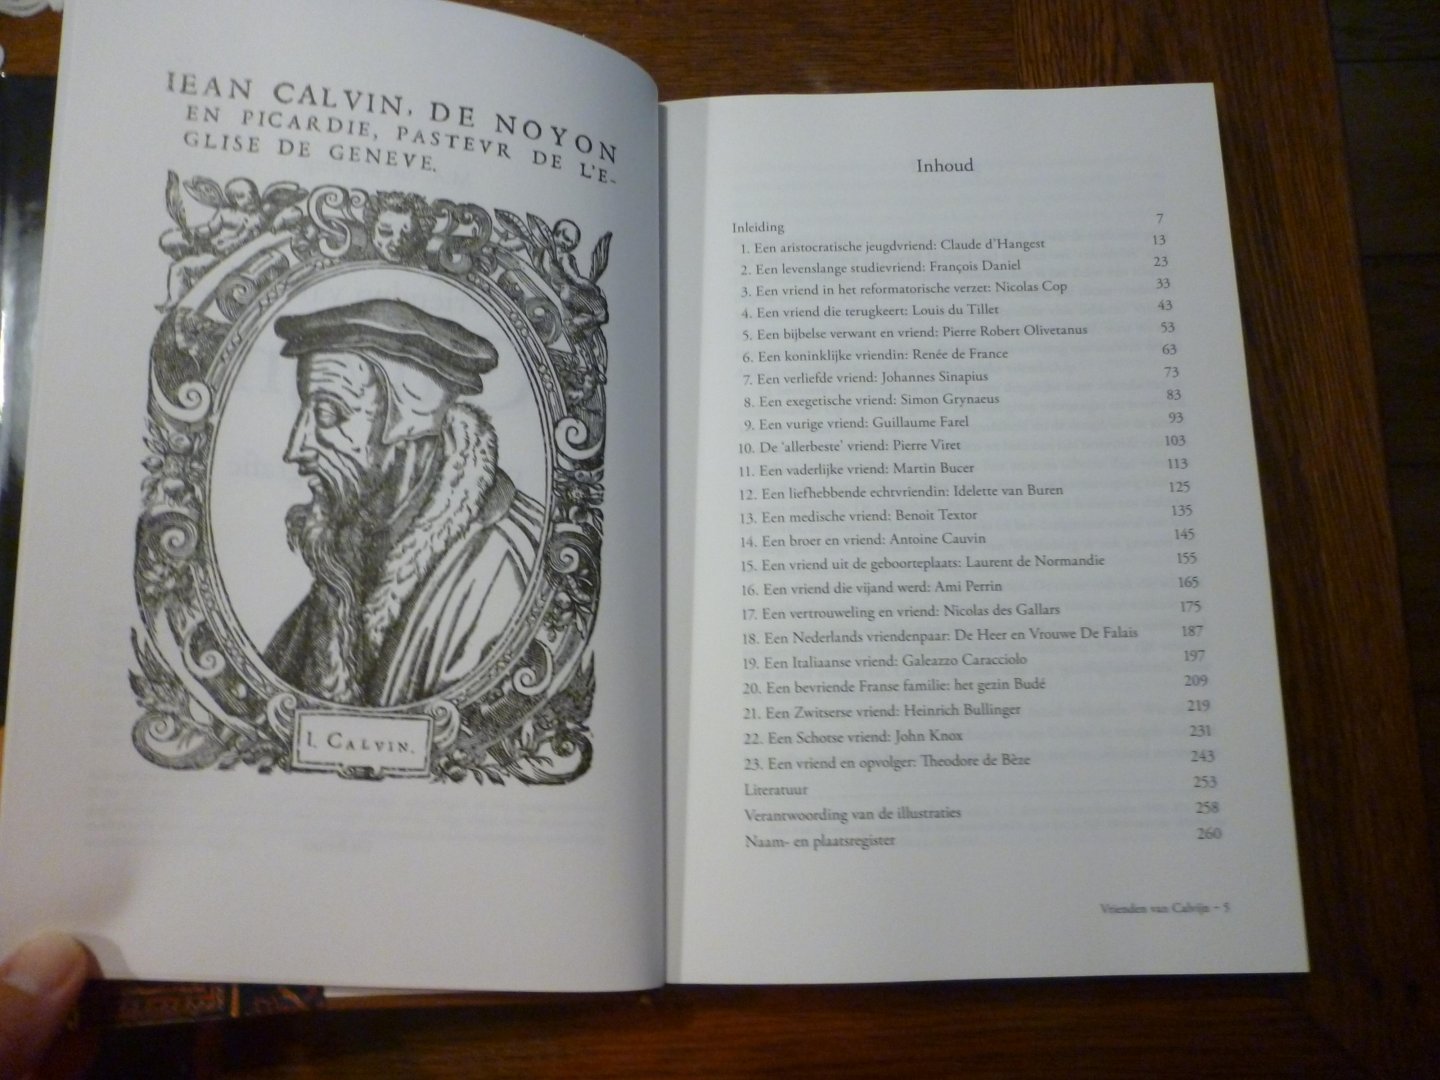 IEAN CALVIN, DE NOYON
EN PICARDIE, PASTEVR DE L'E-
GLISE DE GENEVE.
I. CALVIN.
Inhoud
Inleiding 7
1. Een aristocratische jeugdvriend: Claude d'Hangest 13
2. Een levenslange studievriend: François Daniel 23
3. Een vriend in het reformatorische verzet: Nicolas Cop 33
4. Een vriend die terugkeert: Louis du Tillet 43
5. Een bijbelse verwant en vriend: Pierre Robert Olivetanus 53
6. Een koninklijke vriendin: Renée de France 63
7. Een verliefde vriend: Johannes Sinapius 73
8. Een exegetische vriend: Simon Grynaeus 83
9. Een vurige vriend: Guillaume Farel 93
10. De 'allerbeste' vriend: Pierre Viret 103
11. Een vaderlijke vriend: Martin Bucer 113
12. Een liefhebbende echtvriendin: Idelette van Buren 125
13. Een medische vriend: Benoit Textor 135
14. Een broer en vriend: Antoine Cauvin 145
15. Een vriend uit de geboorteplaats: Laurent de Normandie 155
16. Een vriend die vijand werd: Ami Perrin 165
17. Een vertrouweling en vriend: Nicolas des Gallars 175
18. Een Nederlands vriendenpaar: De Heer en Vrouwe De Falais 187
19. Een Italiaanse vriend: Galeazzo Caracciolo 197
20. Een bevriende Franse familie: het gezin Budé 209
21. Een Zwitserse vriend: Heinrich Bullinger 219
22. Een Schotse vriend: John Knox 231
23. Een vriend en opvolger: Theodore de Bèze 243
Literatuur 253
Verantwoording van de illustraties 258
Naam- en plaatsregister 260
Vrienden van Calvijn – 5